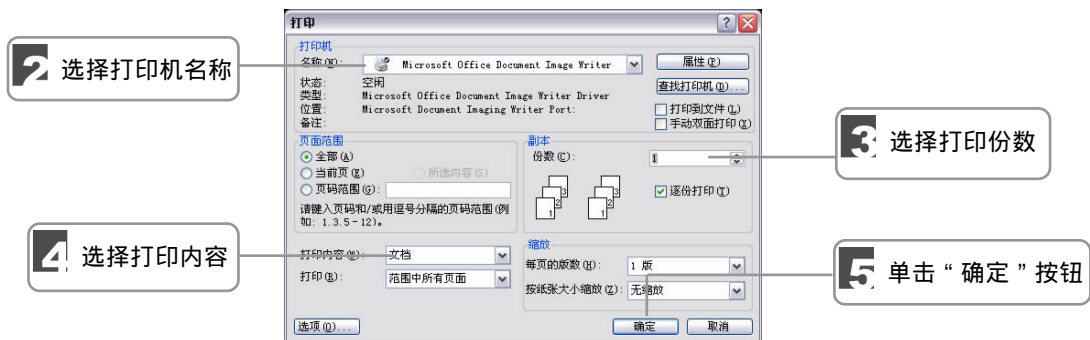 打印
打印机
名称(N): Microsoft Office Document Image Writer 属性(P)
状态: 空闲 查找打印机(D)...
类型: Microsoft Office Document Image Writer Driver
位置: Microsoft Document Imaging Writer Port: 打印到文件(L)
备注: 手动双面打印(X)
2 选择打印机名称
页面范围
全部(A)
当前页(E) 所选内容(S)
页码范围(G):
请键入页码和/或用逗号分隔的页码范围(例
如: 1.3.5-12)。
副本
份数(C): 1
3 3
2 2
1 1
逐份打印(T)
3 选择打印份数
打印内容(W): 文档
打印(R): 范围中所有页面
4 选择打印内容
缩放
每页的版数(H): 1 版
按纸张大小缩放(Z): 无缩放
5 单击“确定”按钮
选项(O)... 确定 取消